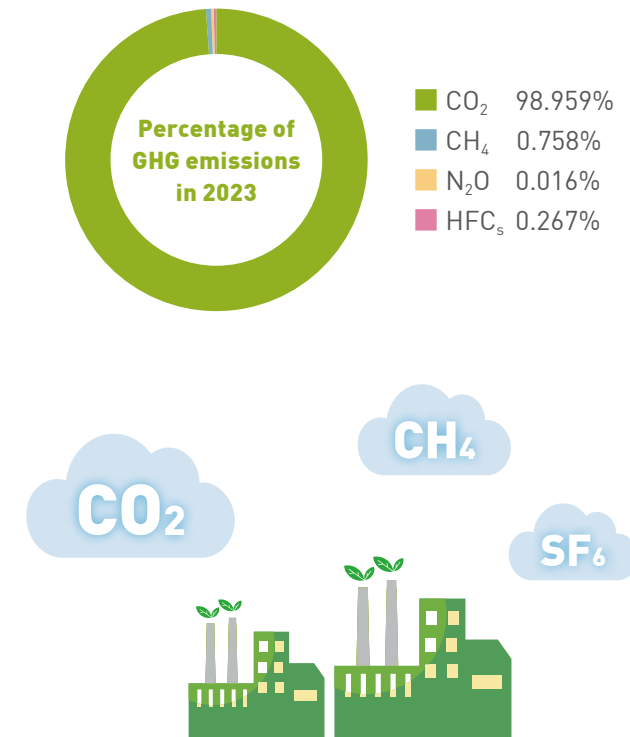 Percentage of
GHG emissions
in 2023
CO₂ 98.959%
CH₄ 0.758%
N₂O 0.016%
HFCₛ 0.267%
CH₄
CO₂
SF₆